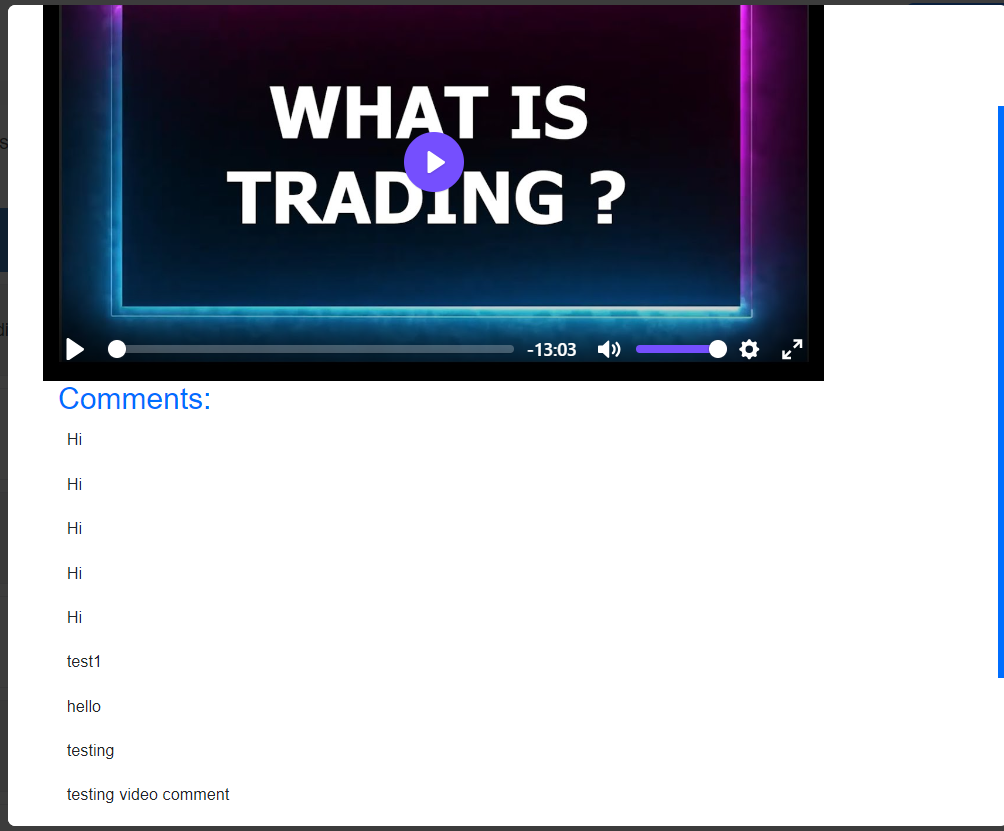 WHAT IS
TRADING ?
-13:03
Comments:
Hi
Hi
Hi
Hi
Hi
test1
hello
testing
testing video comment